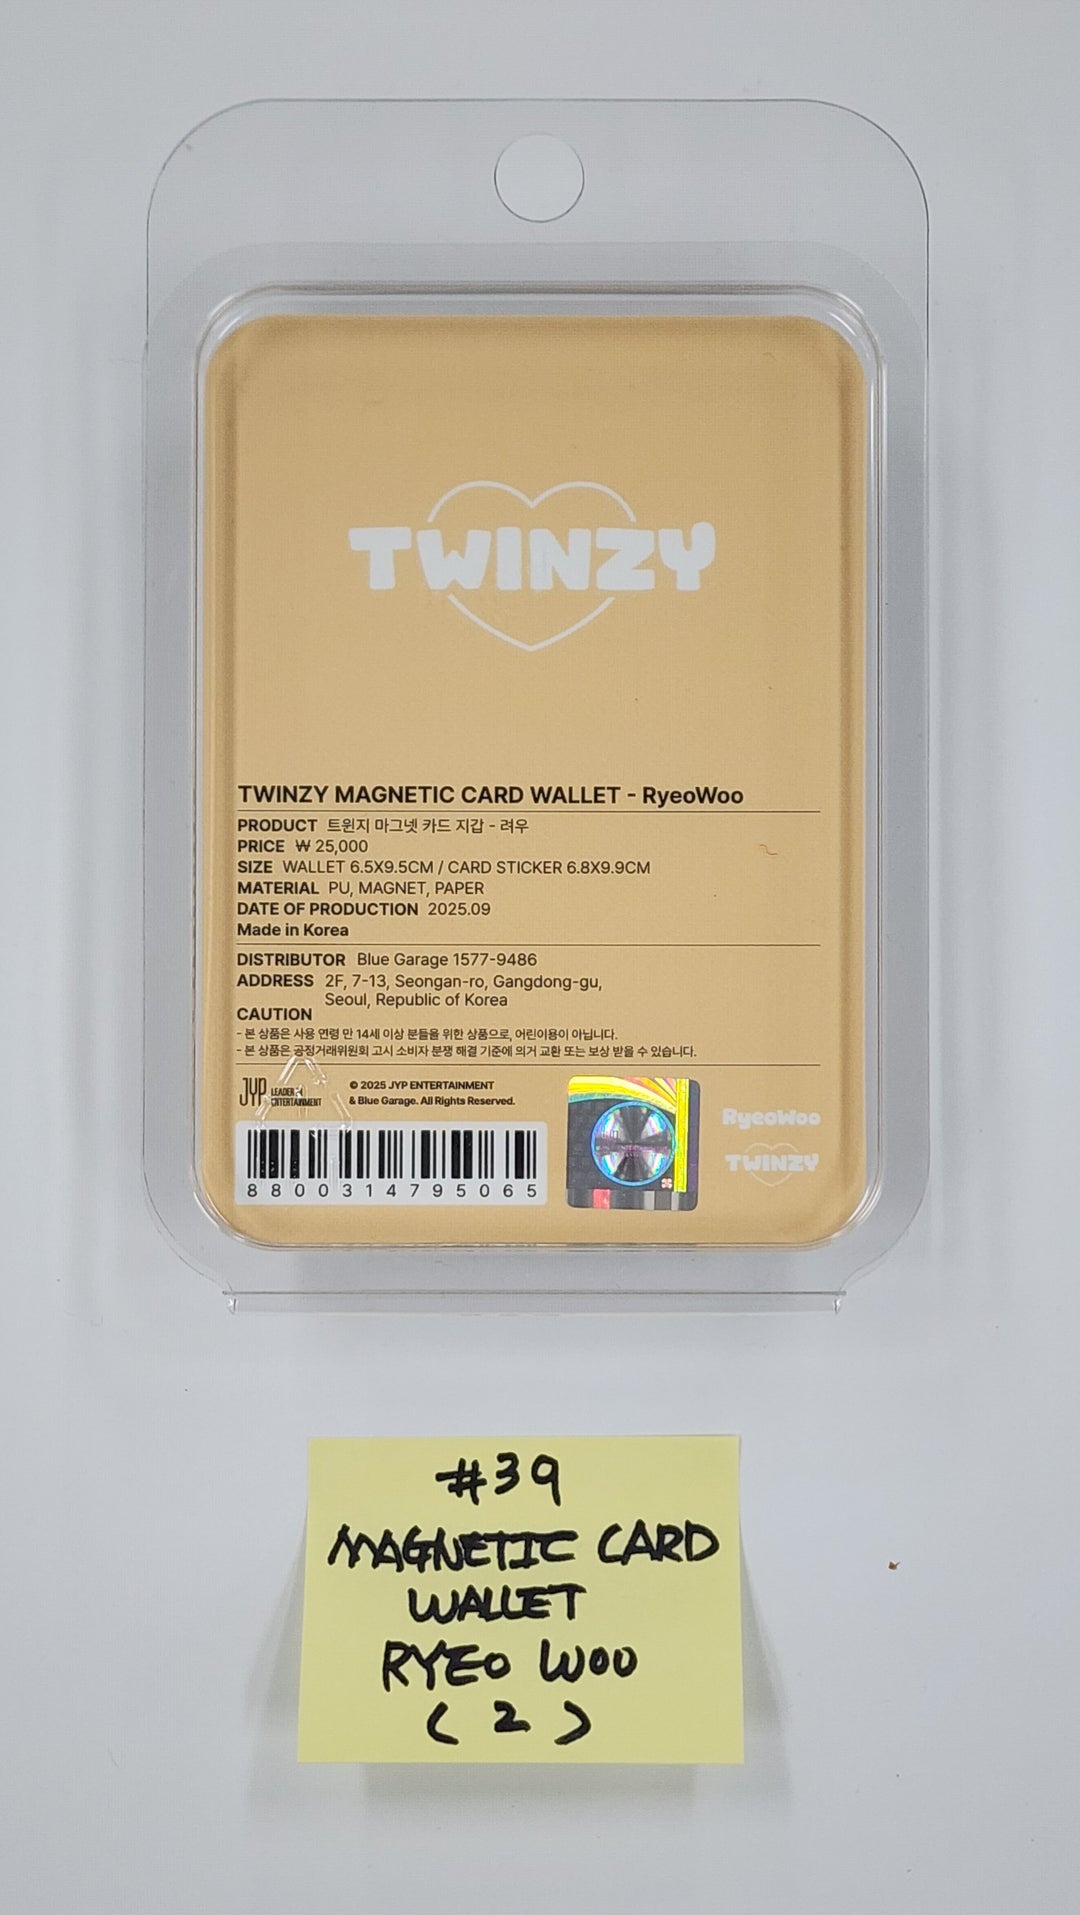 TWINZY
TWINZY MAGNETIC CARD WALLET - RyeoWoo
PRODUCT 트윈지 마그넷 카드 지갑 - 려우
PRICE ₩ 25,000
SIZE WALLET 6.5X9.5CM / CARD STICKER 6.8X9.9CM
MATERIAL PU, MAGNET, PAPER
DATE OF PRODUCTION 2025.09
Made in Korea
DISTRIBUTOR Blue Garage 1577-9486
ADDRESS 2F, 7-13, Seongan-ro, Gangdong-gu,
Seoul, Republic of Korea
CAUTION
- 본 상품은 사용 연령 만 14세 이상 분들을 위한 상품으로, 어린이용이 아닙니다.
- 본 상품은 공정거래위원회 고시 소비자 분쟁 해결 기준에 의거 교환 또는 보상 받을 수 있습니다.
JYP LEADER IN ENTERTAINMENT
© 2025 JYP ENTERTAINMENT
& Blue Garage. All Rights Reserved.
8800314795065
RyeoWoo
TWINZY
#39
MAGNETIC CARD
WALLET
RYEO WOO
(2)